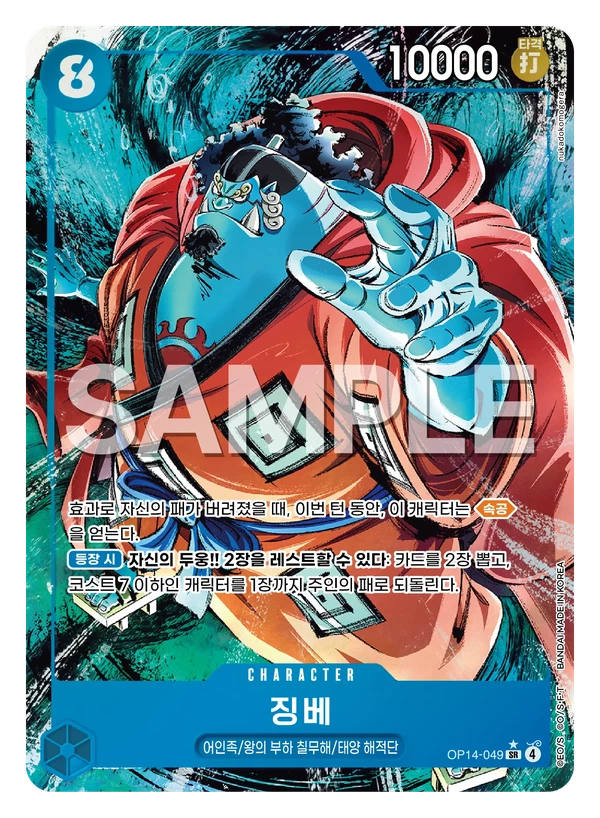 8
10000
타격
打
nukadokomogera
SAMPLE
효과로 자신의 패가 버려졌을 때, 이번 턴 동안, 이 캐릭터는 속공
을 얻는다.
등장 시 자신의 두웅!! 2장을 레스트할 수 있다: 카드를 2장 뽑고,
코스트 7 이하인 캐릭터를 1장까지 주인의 패로 되돌린다.
CHARACTER
징베
어인족/왕의 부하 칠무해/태양 해적단
OP14-049 SR 4
©EO/S, CO/S·F·T BANDAI MADE IN KOREA